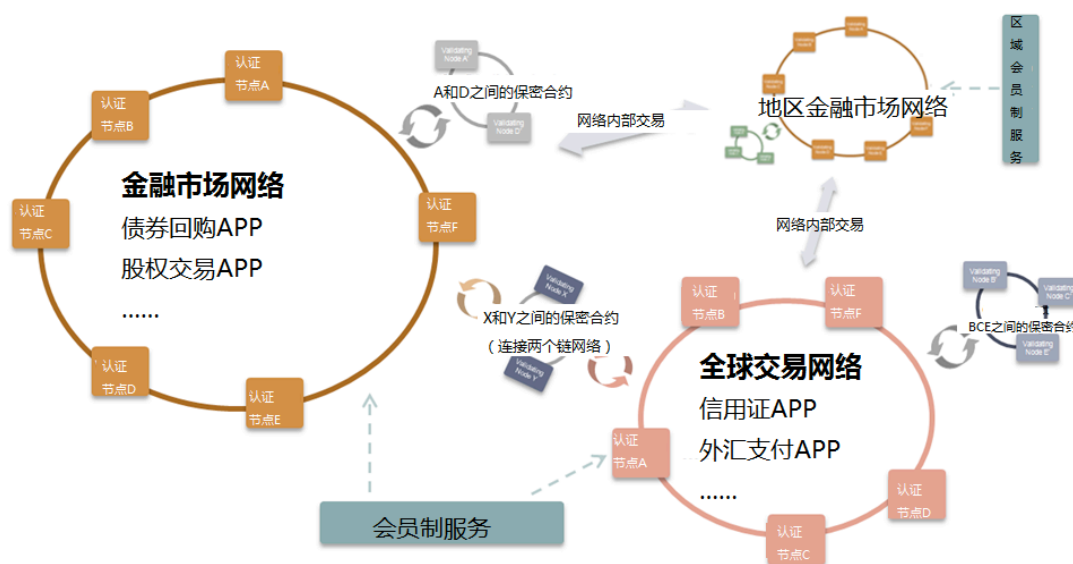 认证
节点A
认证
节点B
认证
节点C
认证
节点D
认证
节点E
认证
节点F
金融市场网络
债券回购APP
股权交易APP
......
Validating
Node A'
A和D之间的保密合约
Validating
Node D'
网络内部交易
地区金融市场网络
区域会员制服务
网络内部交易
Validating
Node X
X和Y之间的保密合约
（连接两个链网络）
Validating
Node Y
认证
节点B
认证
节点F
认证
节点A
认证
节点D
认证
节点C
全球交易网络
信用证APP
外汇支付APP
......
Validating
Node B'
Validating
Node C'
BCE之间的保密合约
Validating
Node E'
会员制服务